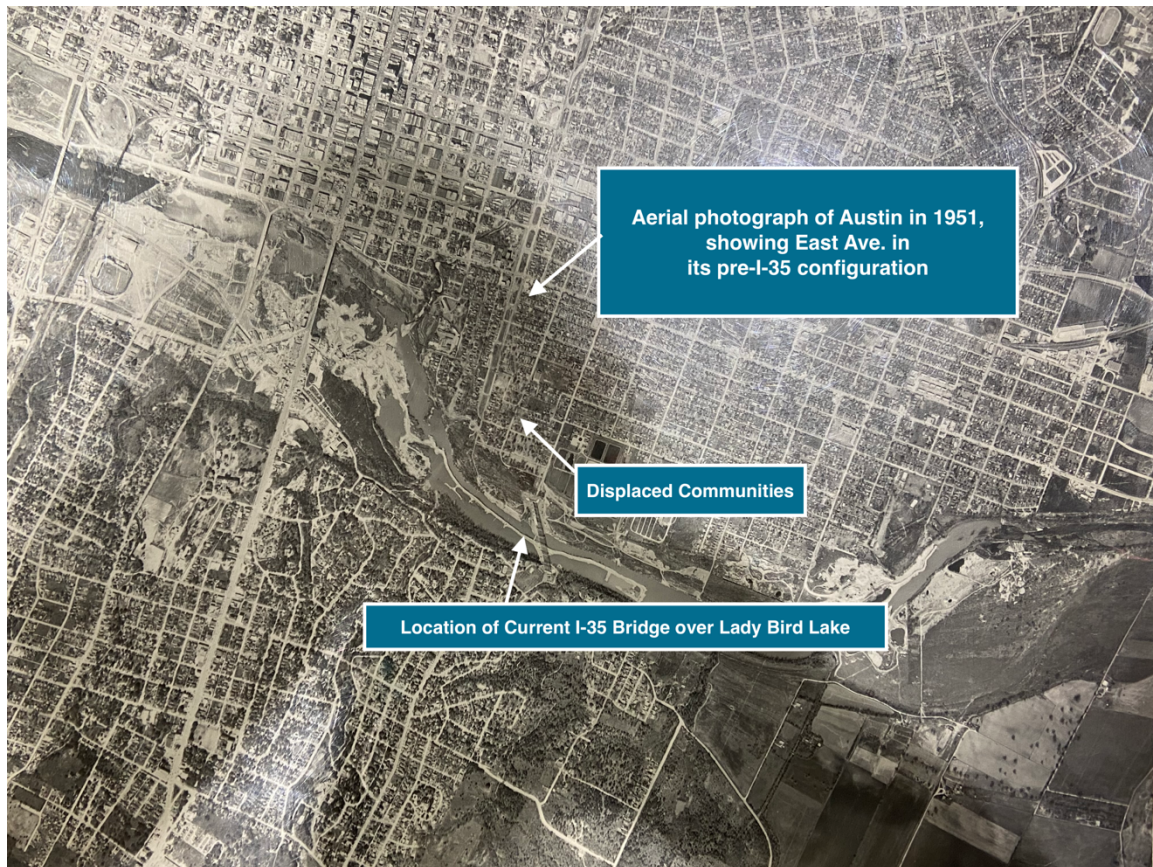 Aerial photograph of Austin in 1951,
showing East Ave. in
its pre-I-35 configuration
Displaced Communities
Location of Current I-35 Bridge over Lady Bird Lake